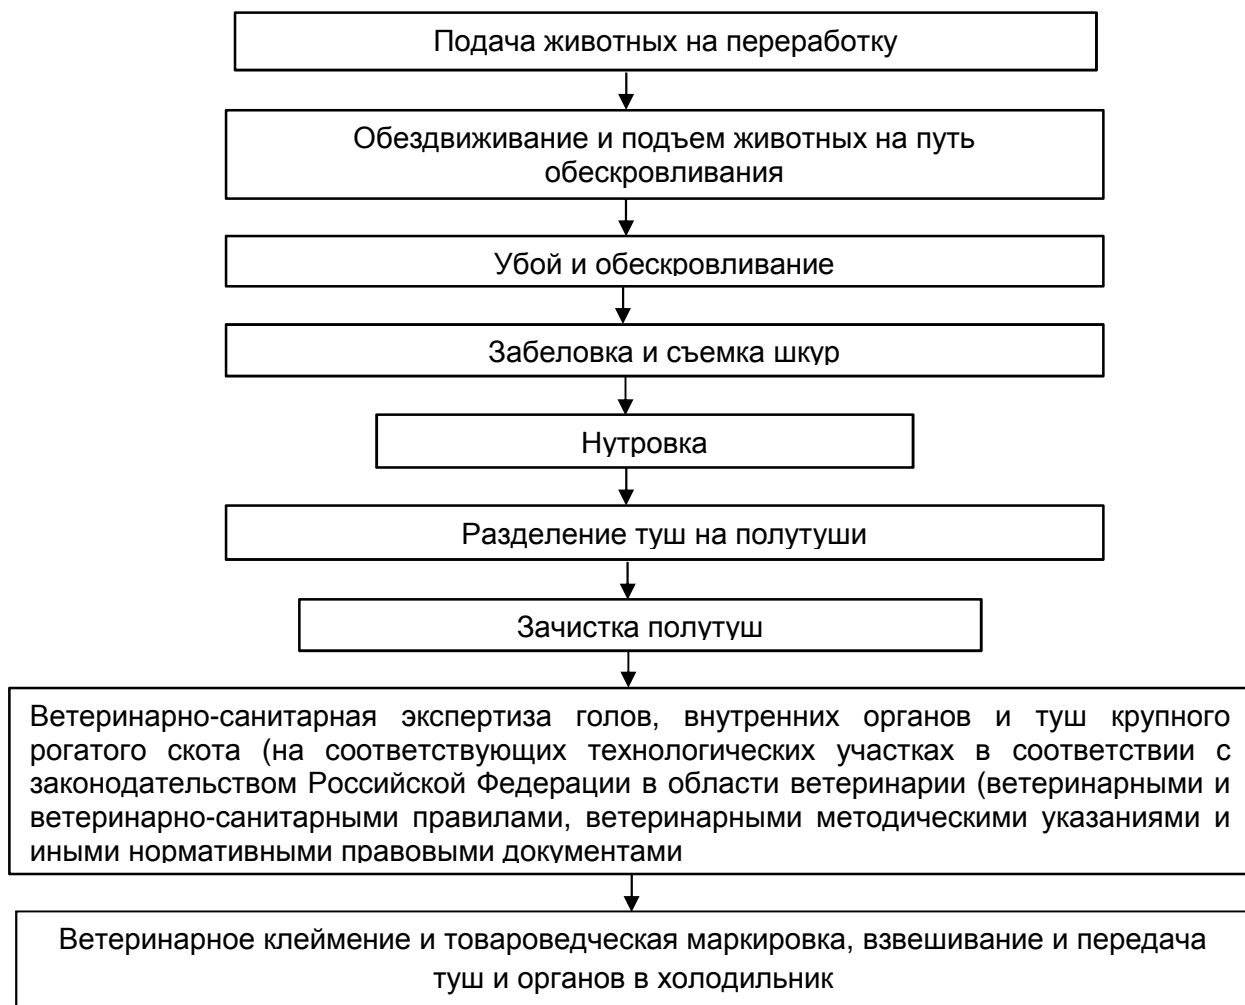 Подача животных на переработку
Обездвиживание и подъем животных на путь
обескровливания
Убой и обескровливание
Забеловка и съемка шкур
Нутровка
Разделение туш на полутуши
Зачистка полутуш
Ветеринарно-санитарная экспертиза голов, внутренних органов и туш крупного
рогатого скота (на соответствующих технологических участках в соответствии с
законодательством Российской Федерации в области ветеринарии (ветеринарными и
ветеринарно-санитарными правилами, ветеринарными методическими указаниями и
иными нормативными правовыми документами
Ветеринарное клеймение и товароведческая маркировка, взвешивание и передача
туш и органов в холодильник